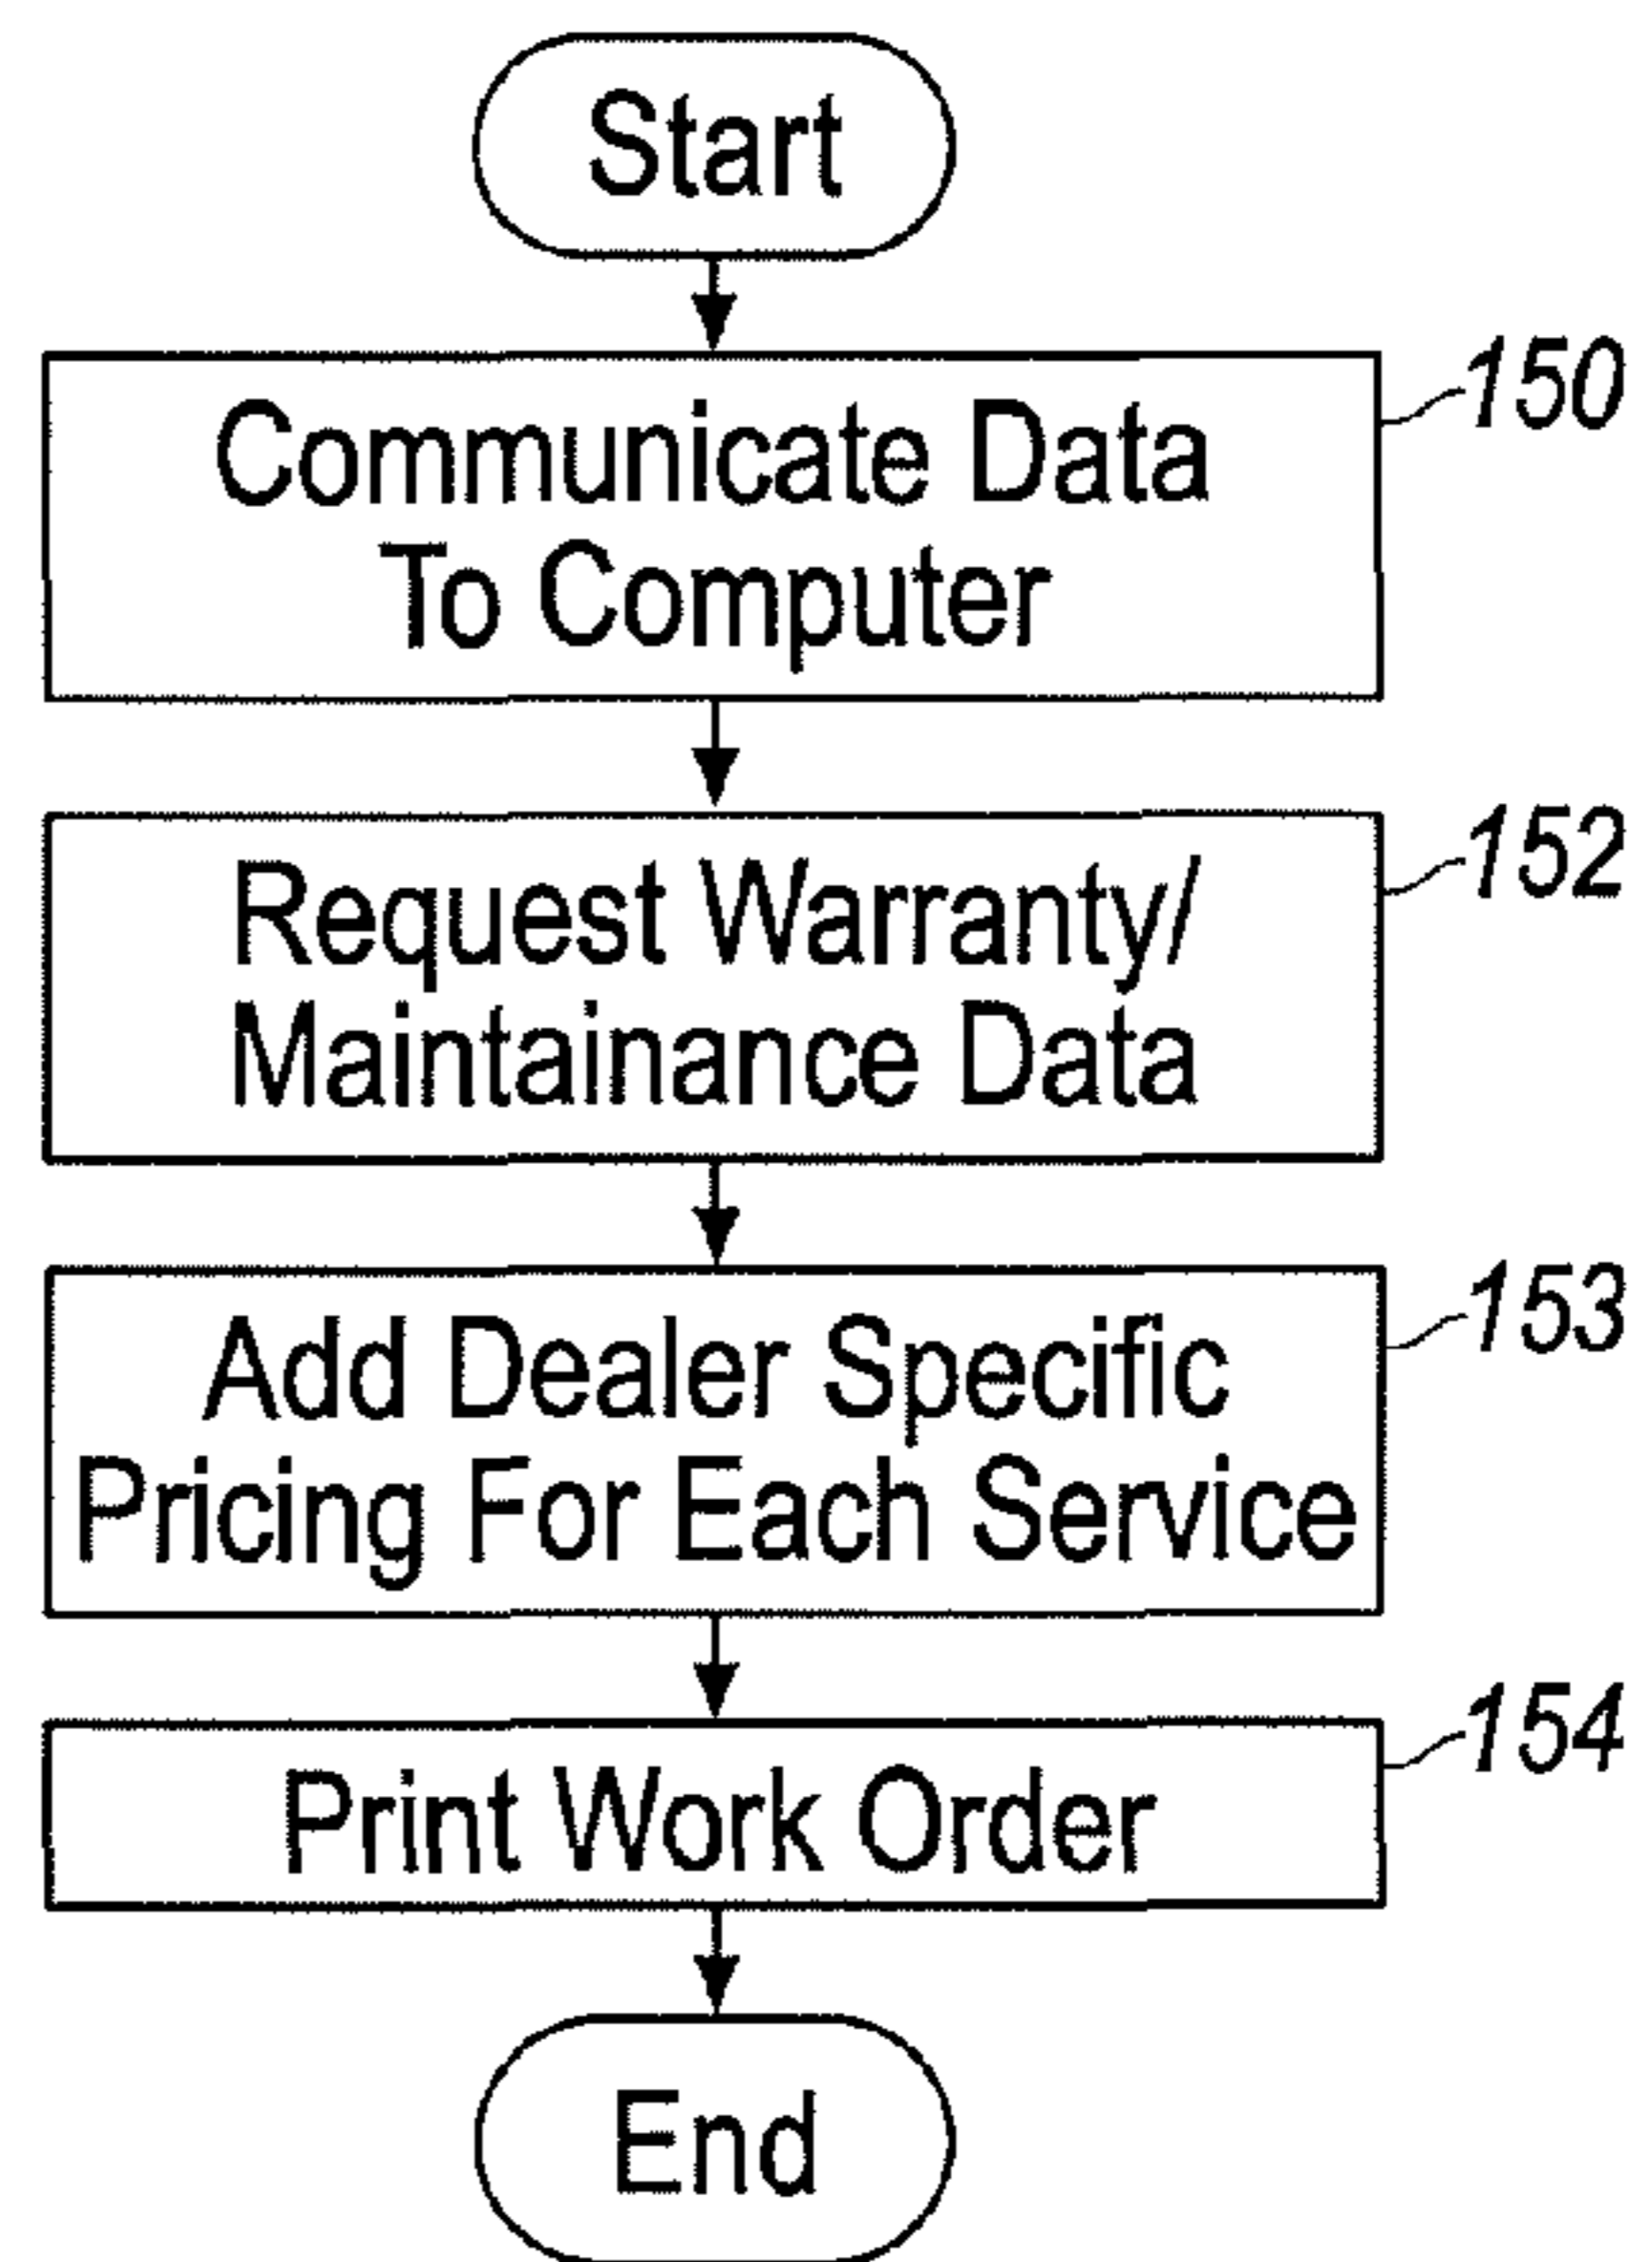 Start
150
Communicate Data
To Computer
152
Request Warranty/
Maintainance Data
153
Add Dealer Specific
Pricing For Each Service
154
Print Work Order
End